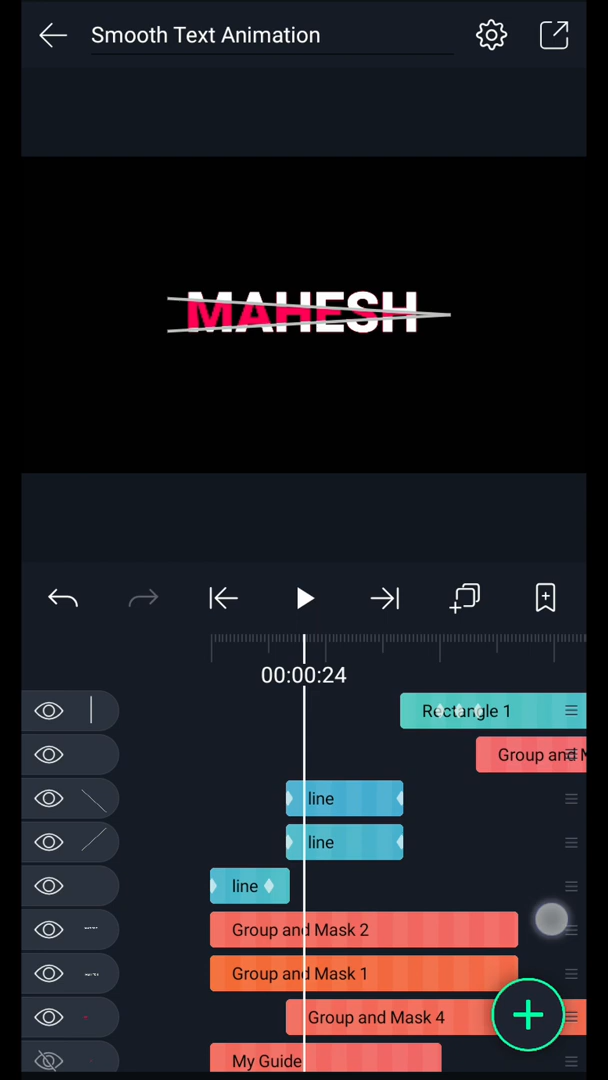 Smooth Text Animation
MAHESH
00:00:24
Rectangle 1
Group and M
line
line
line
Group and Mask 2
Group and Mask 1
Group and Mask 4
My Guide